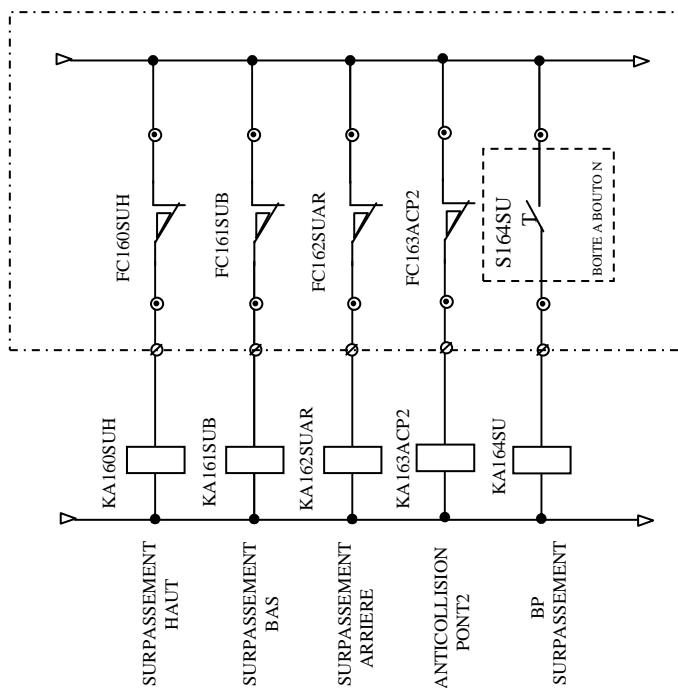 FC160SUH
FC161SUB
FC162SUAR
FC163ACP2
S164SU
T
BOITE A BOUTO N
KA160SUH
KA161SUB
KA162SUAR
KA163ACP2
KA164SU
SURPASSEMENT
HAUT
SURPASSEMENT
BAS
SURPASSEMENT
ARRIERE
ANTICOLLISION
PONT2
BP
SURPASSEMENT